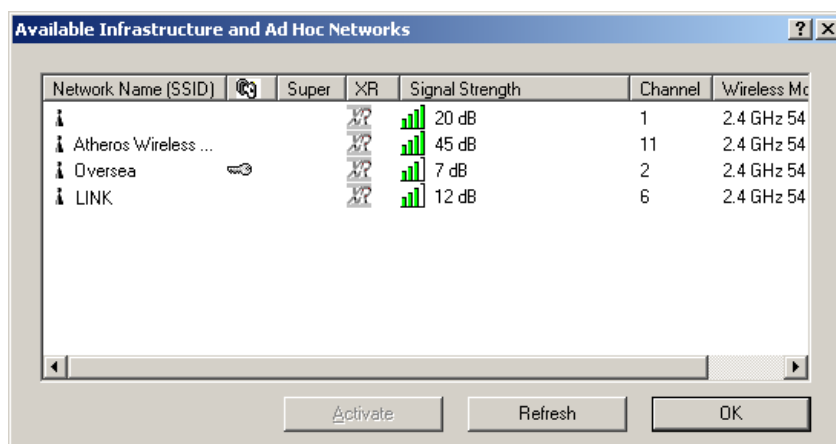 Available Infrastructure and Ad Hoc Networks
Network Name (SSID) Super XR Signal Strength Channel Wireless Mo
XR 20 dB 1 2.4 GHz 54
Atheros Wireless ... XR 45 dB 11 2.4 GHz 54
Oversea XR 7 dB 2 2.4 GHz 54
LINK XR 12 dB 6 2.4 GHz 54
Activate Refresh OK